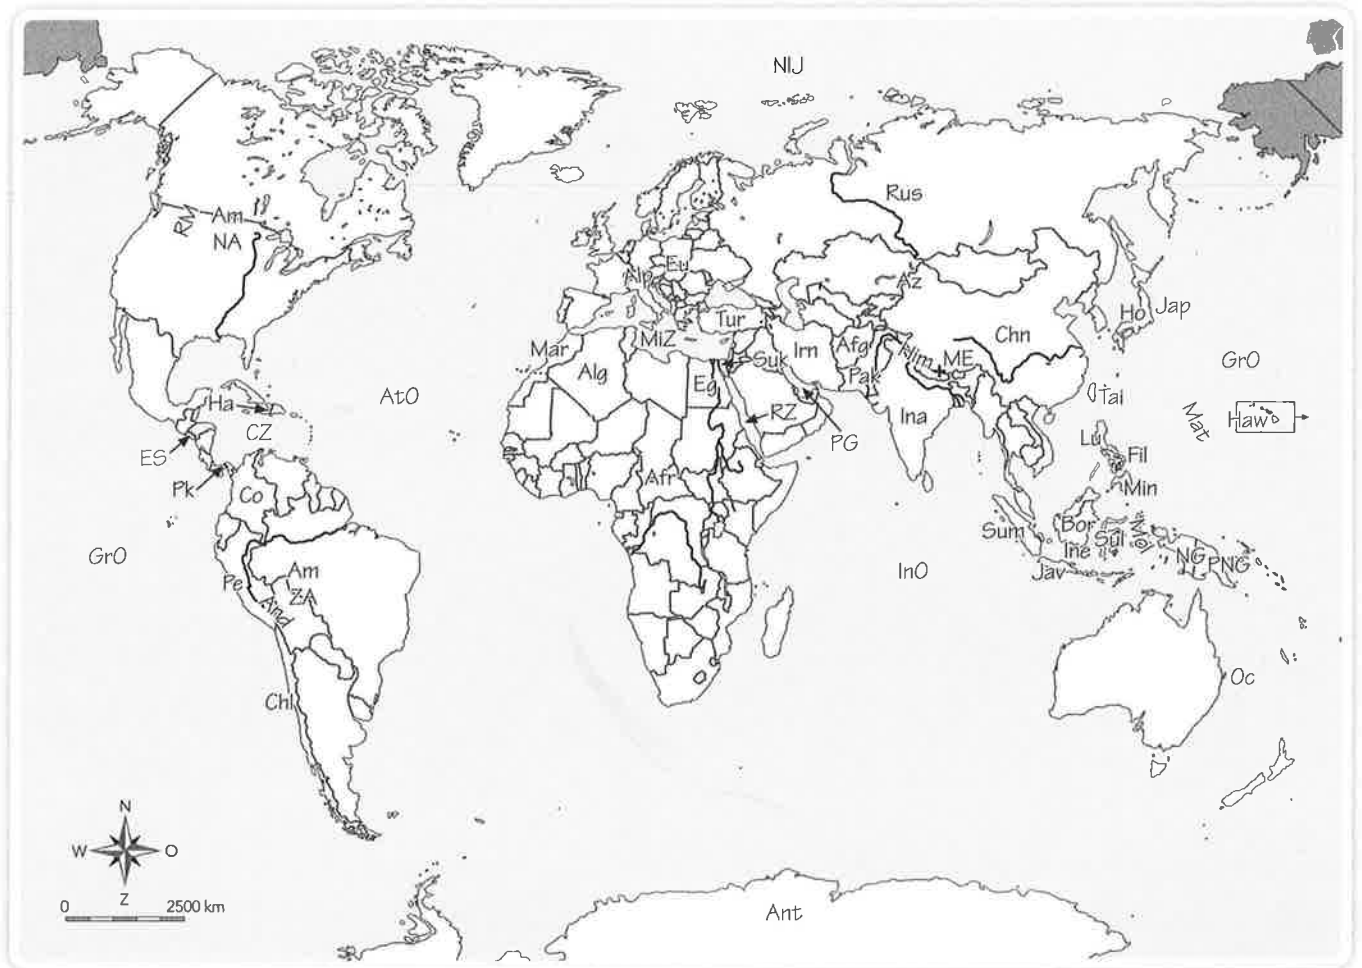 NIJ
Rus
RM
Am
NA
Eu
Alp
Az
Tur
Ho
Jap
Chn
MiZ
Mar
Irn
Afg
Him
ME
Suk
GrO
Alg
Eg
Pak
AtO
Tai
Ha
RZ
Ina
Mat
Haw
CZ
PG
Lu
ES
Fil
Afr
Pk
Co
Min
Sum
Bor
Sul
Mol
GrO
Ine
NG
PNG
InO
Jav
Am
ZA
Pe
And
Oc
Chl
N
W
O
Z
0
2500 km
Ant